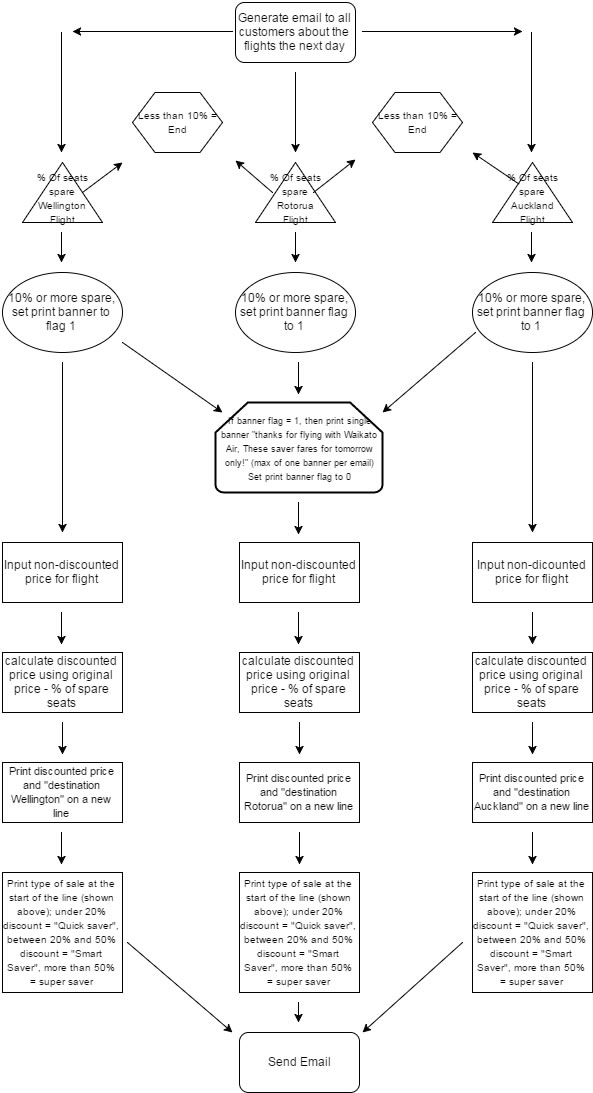 Generate email to all
customers about the
flights the next day
Less than 10% =
End
Less than 10% =
End
% Of seats
spare
Wellington
Flight
% Of seats
spare
Rotorua
Flight
% Of seats
spare
Auckland
Flight
10% or more spare,
set print banner to
flag 1
10% or more spare,
set print banner flag
to 1
10% or more spare,
set print banner flag
to 1
If banner flag = 1, then print single
banner "thanks for flying with Waikato
Air, These saver fares for tomorrow
only!" (max of one banner per email)
Set print banner flag to 0
Input non-discounted
price for flight
Input non-discounted
price for flight
Input non-dicounted
price for flight
calculate discounted
price using original
price - % of spare
seats
calculate discounted
price using original
price - % of spare
seats
calculate discounted
price using original
price - % of spare
seats
Print discounted price
and "destination
Wellington" on a new
line
Print discounted price
and "destination
Rotorua" on a new line
Print discounted price
and "destination
Auckland" on a new line
Print type of sale at the
start of the line (shown
above); under 20%
discount = "Quick saver",
between 20% and 50%
discount = "Smart
Saver", more than 50%
= super saver
Print type of sale at the
start of the line (shown
above); under 20%
discount = "Quick saver",
between 20% and 50%
discount = "Smart
Saver", more than 50%
= super saver
Print type of sale at the
start of the line (shown
above); under 20%
discount = "Quick saver",
between 20% and 50%
discount = "Smart
Saver", more than 50%
= super saver
Send Email